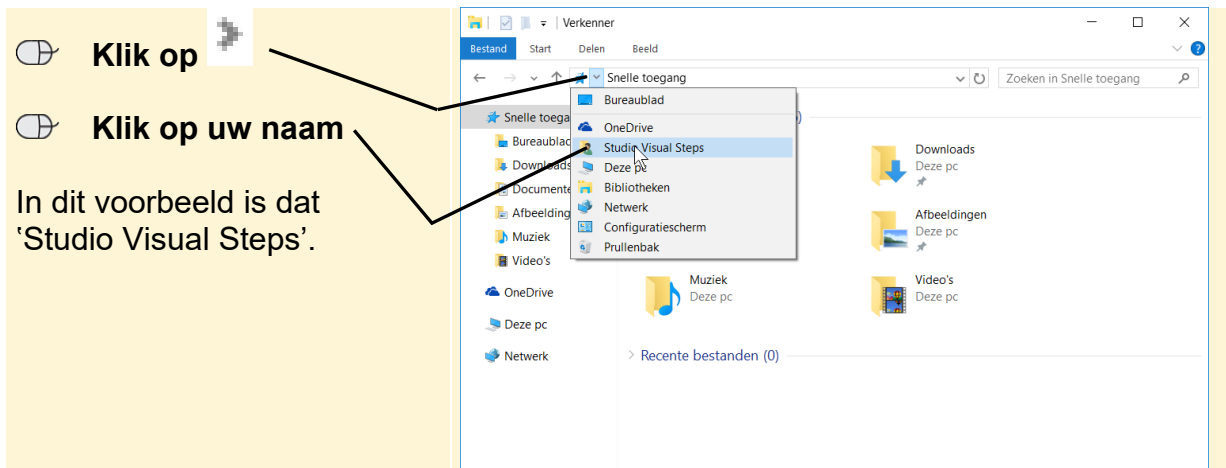 Klik op
Klik op uw naam
In dit voorbeeld is dat
‘Studio Visual Steps’.
Verkenner
Bestand Start Delen Beeld
Snelle toegang
Zoeken in Snelle toegang
Snelle toega
Bureaublad
Downloads
Documente
Afbeelding
Muziek
Video's
OneDrive
Deze pc
Netwerk
Bureaublad
OneDrive
Studio Visual Steps
Deze pc
Bibliotheken
Netwerk
Configuratiescherm
Prullenbak
Downloads
Deze pc
Afbeeldingen
Deze pc
Muziek
Deze pc
Video's
Deze pc
Recente bestanden (0)